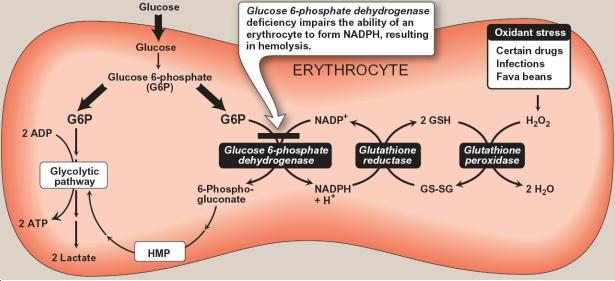 Glucose
Glucose 6-phosphate dehydrogenase
deficiency impairs the ability of an
erythrocyte to form NADPH, resulting
in hemolysis.
Oxidant stress
Certain drugs
Infections
Fava beans
Glucose
ERYTHROCYTE
Glucose 6-phosphate
(G6P)
G6P
G6P
NADP+
2 GSH
H2O2
2 ADP
Glucose 6-phosphate
dehydrogenase
Glutathione
reductase
Glutathione
peroxidase
Glycolytic
pathway
6-Phospho-
gluconate
NADPH
+ H+
GS-SG
2 H2O
2 ATP
HMP
2 Lactate